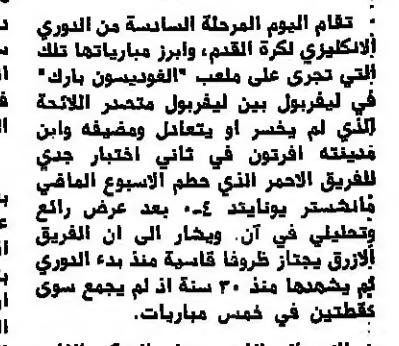 تقام اليوم المرحلة السادسة من الدوري
الانكليزي لكرة القدم، وابرز مبارياتها تلك
التي تجرى على ملعب "الغوديسون بارك"
في ليفربول بين ليفربول متصدر اللائحة
الذي لم يخسر او يتعادل ومضيفه وابن
مدينته افرتون في ثاني اختبار جدي
للفريق الاحمر الذي حطم الاسبوع الماضي
مانشستر يونايتد ٤-٠ بعد عرض رائع
وتحليلي في آن. ويشار الى ان الفريق
الازرق يجتاز ظروفا قاسية منذ بدء الدوري
لم يشهدها منذ ٣٠ سنة اذ لم يجمع سوى
نقطتين في خمس مباريات.